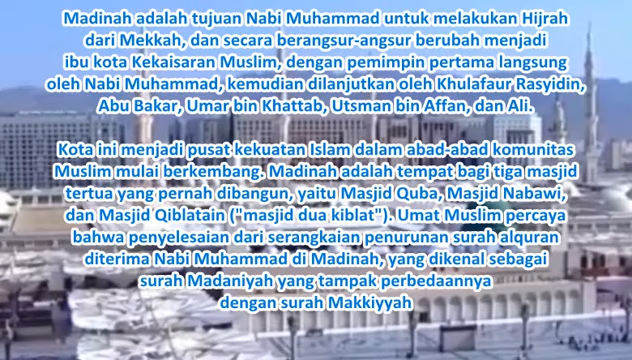 Madinah adalah tujuan Nabi Muhammad untuk melakukan Hijrah
dari Mekkah, dan secara berangsur-angsur berubah menjadi
ibu kota Kekaisaran Muslim, dengan pemimpin pertama langsung
oleh Nabi Muhammad, kemudian dilanjutkan oleh Khulafaur Rasyidin,
Abu Bakar, Umar bin Khattab, Utsman bin Affan, dan Ali.
Kota ini menjadi pusat kekuatan Islam dalam abad-abad komunitas
Muslim mulai berkembang. Madinah adalah tempat bagi tiga masjid
tertua yang pernah dibangun, yaitu Masjid Quba, Masjid Nabawi,
dan Masjid Qiblatain ("masjid dua kiblat"). Umat Muslim percaya
bahwa penyelesaian dari serangkaian penurunan surah alquran
diterima Nabi Muhammad di Madinah, yang dikenal sebagai
surah Madaniyah yang tampak perbedaannya
dengan surah Makkiyyah